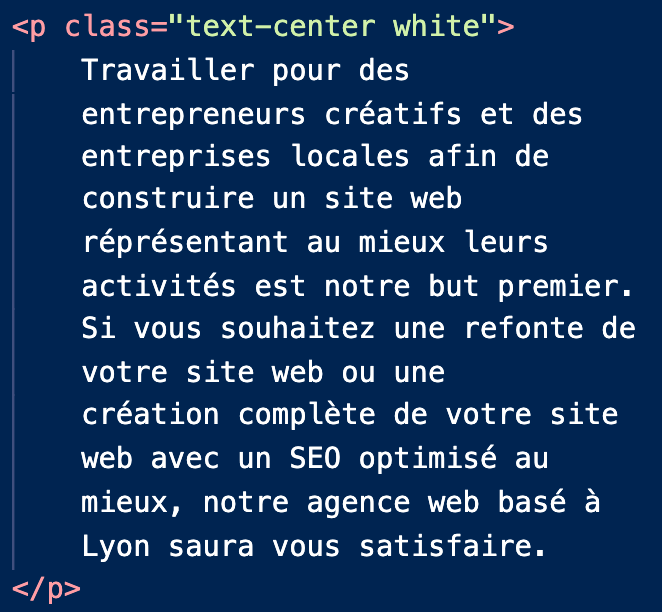 <p class="text-center white">
Travailler pour des
entrepreneurs créatifs et des
entreprises locales afin de
construire un site web
réprésentant au mieux leurs
activités est notre but premier.
Si vous souhaitez une refonte de
votre site web ou une
création complète de votre site
web avec un SEO optimisé au
mieux, notre agence web basé à
Lyon saura vous satisfaire.
</p>